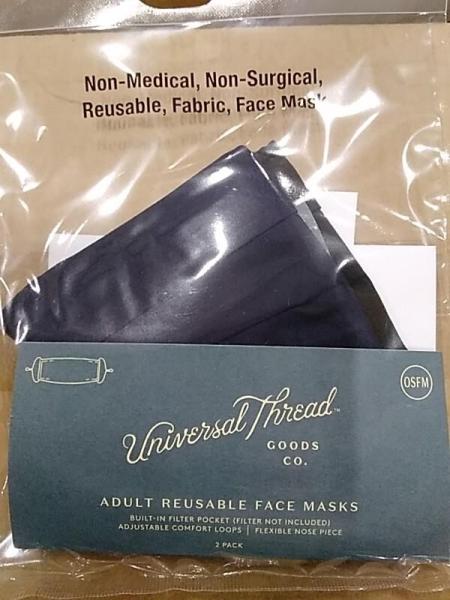 Non-Medical, Non-Surgical,
Reusable, Fabric, Face Mask
OSFM
Universal Thread™
GOODS
CO.
ADULT REUSABLE FACE MASKS
BUILT-IN FILTER POCKET (FILTER NOT INCLUDED)
ADJUSTABLE COMFORT LOOPS | FLEXIBLE NOSE PIECE
2 PACK